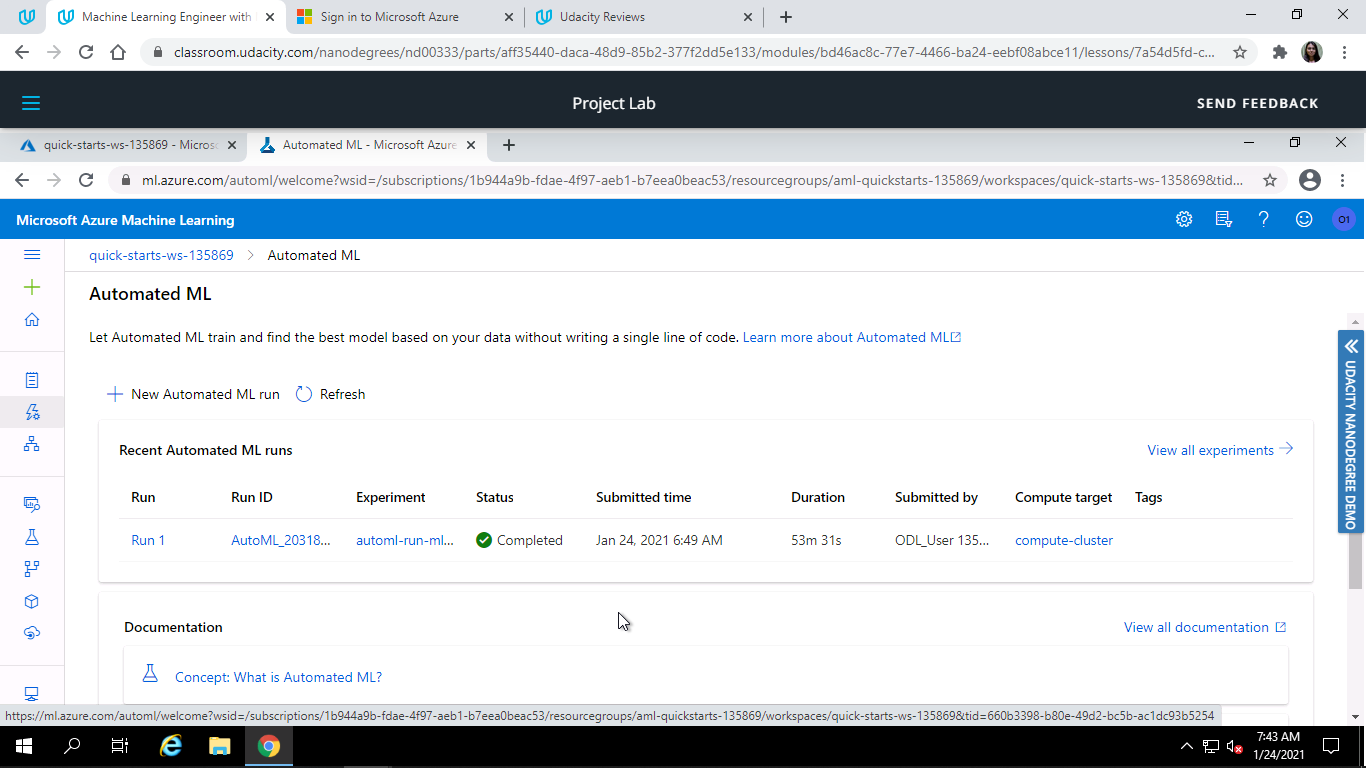 Machine Learning Engineer with
Sign in to Microsoft Azure
Udacity Reviews
classroom.udacity.com/nanodegrees/nd00333/parts/aff35440-daca-48d9-85b2-377f2dd5e133/modules/bd46ac8c-77e7-4466-ba24-eebf08abce11/lessons/7a54d5fd-c...
Project Lab
SEND FEEDBACK
quick-starts-ws-135869 - Micros
Automated ML - Microsoft Azure
ml.azure.com/automl/welcome?wsid=/subscriptions/1b944a9b-fdae-4f97-aeb1-b7eea0beac53/resourcegroups/aml-quickstarts-135869/workspaces/quick-starts-ws-135869&tid...
Microsoft Azure Machine Learning
O1
quick-starts-ws-135869 > Automated ML
Automated ML
Let Automated ML train and find the best model based on your data without writing a single line of code. Learn more about Automated ML
New Automated ML run
Refresh
Recent Automated ML runs
View all experiments
Run Run ID Experiment Status Submitted time Duration Submitted by Compute target Tags
Run 1 AutoML_20318... automl-run-ml... Completed Jan 24, 2021 6:49 AM 53m 31s ODL_User 135... compute-cluster
UDACITY NANODEGREE DEMO
Documentation
View all documentation
Concept: What is Automated ML?
https://ml.azure.com/automl/welcome?wsid=/subscriptions/1b944a9b-fdae-4f97-aeb1-b7eea0beac53/resourcegroups/aml-quickstarts-135869/workspaces/quick-starts-ws-135869&tid=660b3398-b80e-49d2-bc5b-ac1dc93b5254
7:43 AM
1/24/2021